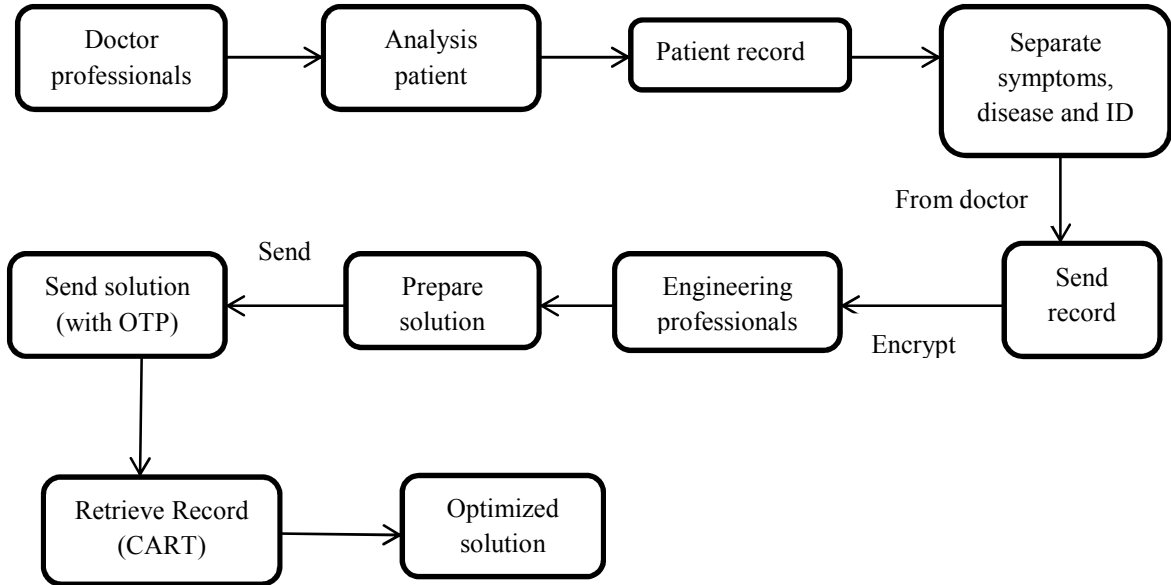 Doctor
professionals
Analysis
patient
Patient record
Separate
symptoms,
disease and ID
From doctor
Send
record
Encrypt
Engineering
professionals
Prepare
solution
Send
Send solution
(with OTP)
Retrieve Record
(CART)
Optimized
solution